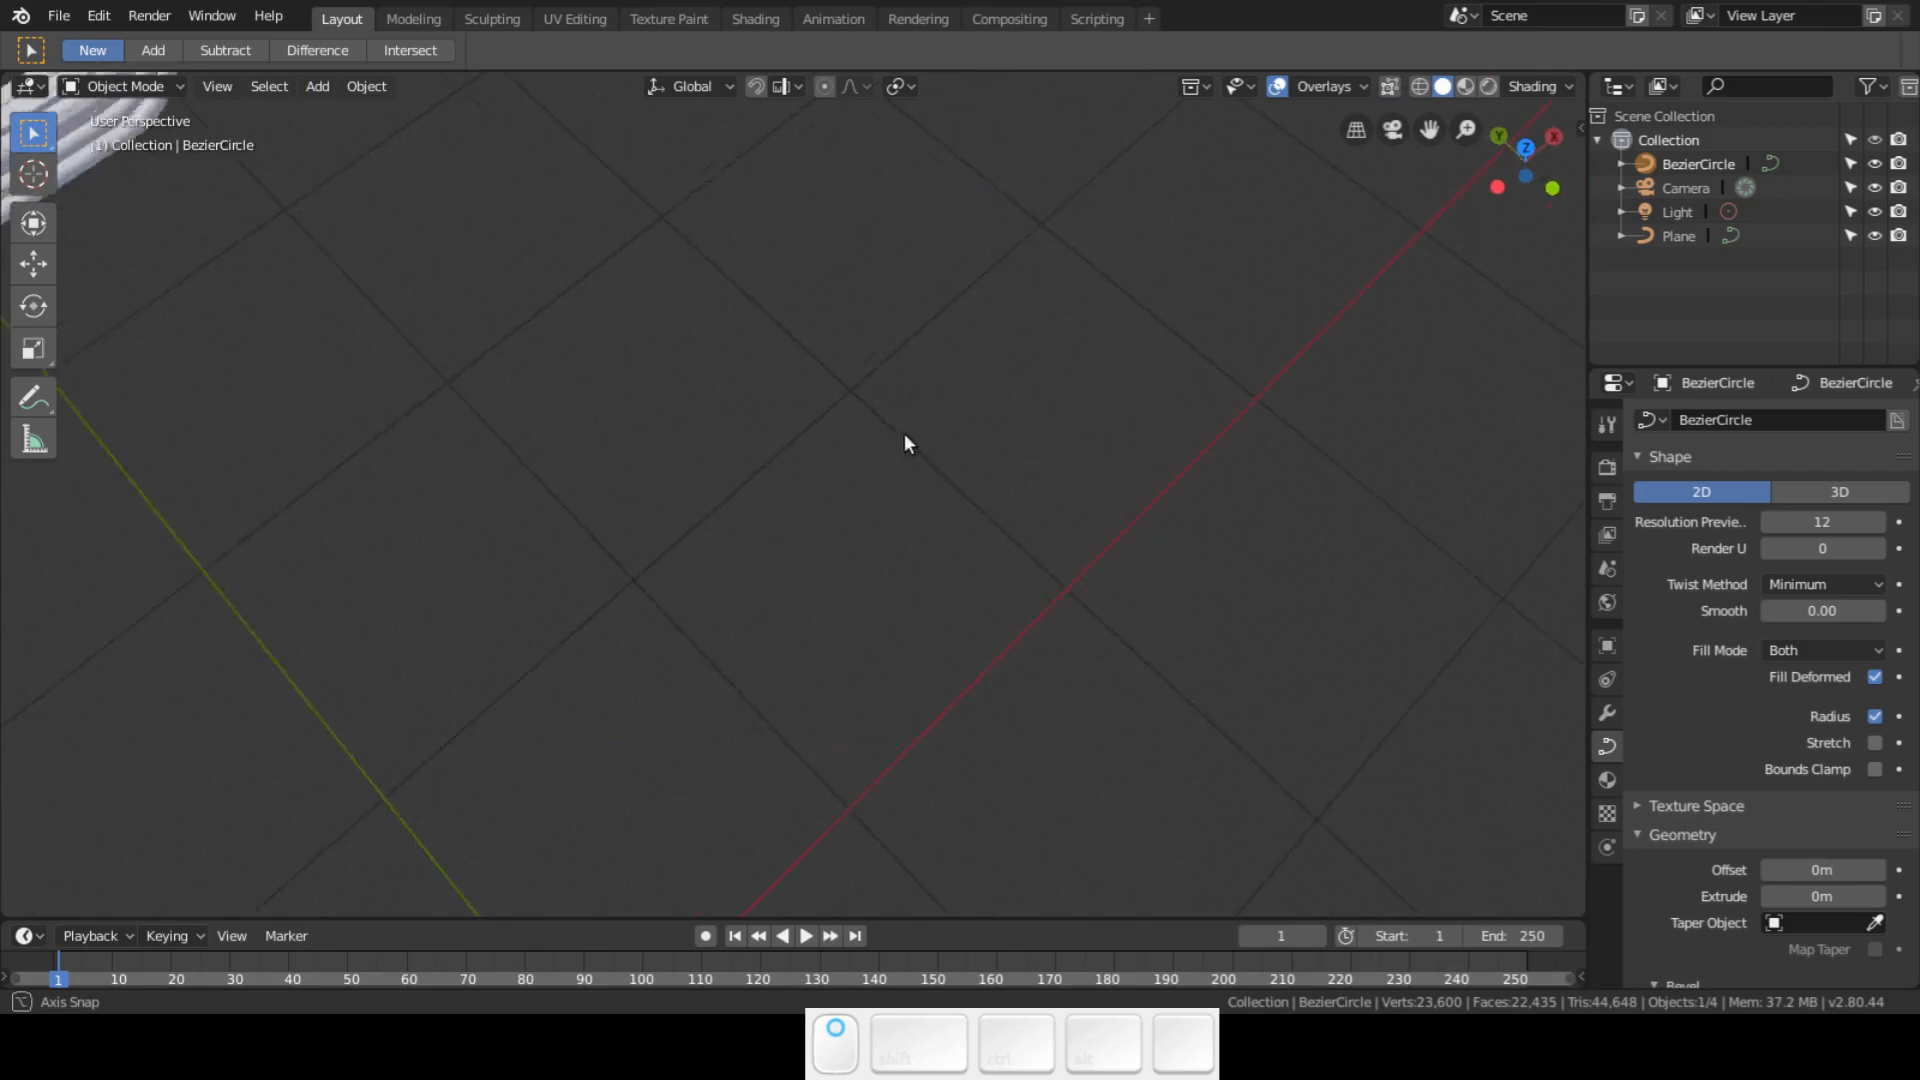 File Edit Render Window Help Layout Modeling Sculpting UV Editing Texture Paint Shading Animation Rendering Compositing Scripting + Scene View Layer
New Add Subtract Difference Intersect
Object Mode View Select Add Object Global Overlays Shading
User Perspective
(1) Collection | BezierCircle
Y X Z
Scene Collection
Collection
BezierCircle
Camera
Light
Plane
BezierCircle BezierCircle
BezierCircle
Shape
2D 3D
Resolution Previe.. 12
Render U 0
Twist Method Minimum
Smooth 0.00
Fill Mode Both
Fill Deformed
Radius
Stretch
Bounds Clamp
Texture Space
Geometry
Offset 0m
Extrude 0m
Taper Object
Map Taper
Bevel
Playback Keying View Marker 1 Start: 1 End: 250
1 10 20 30 40 50 60 70 80 90 100 110 120 130 140 150 160 170 180 190 200 210 220 230 240 250
Axis Snap Collection | BezierCircle | Verts:23,600 | Faces:22,435 | Tris:44,648 | Objects:1/4 | Mem: 37.2 MB | v2.80.44
shift ctrl alt